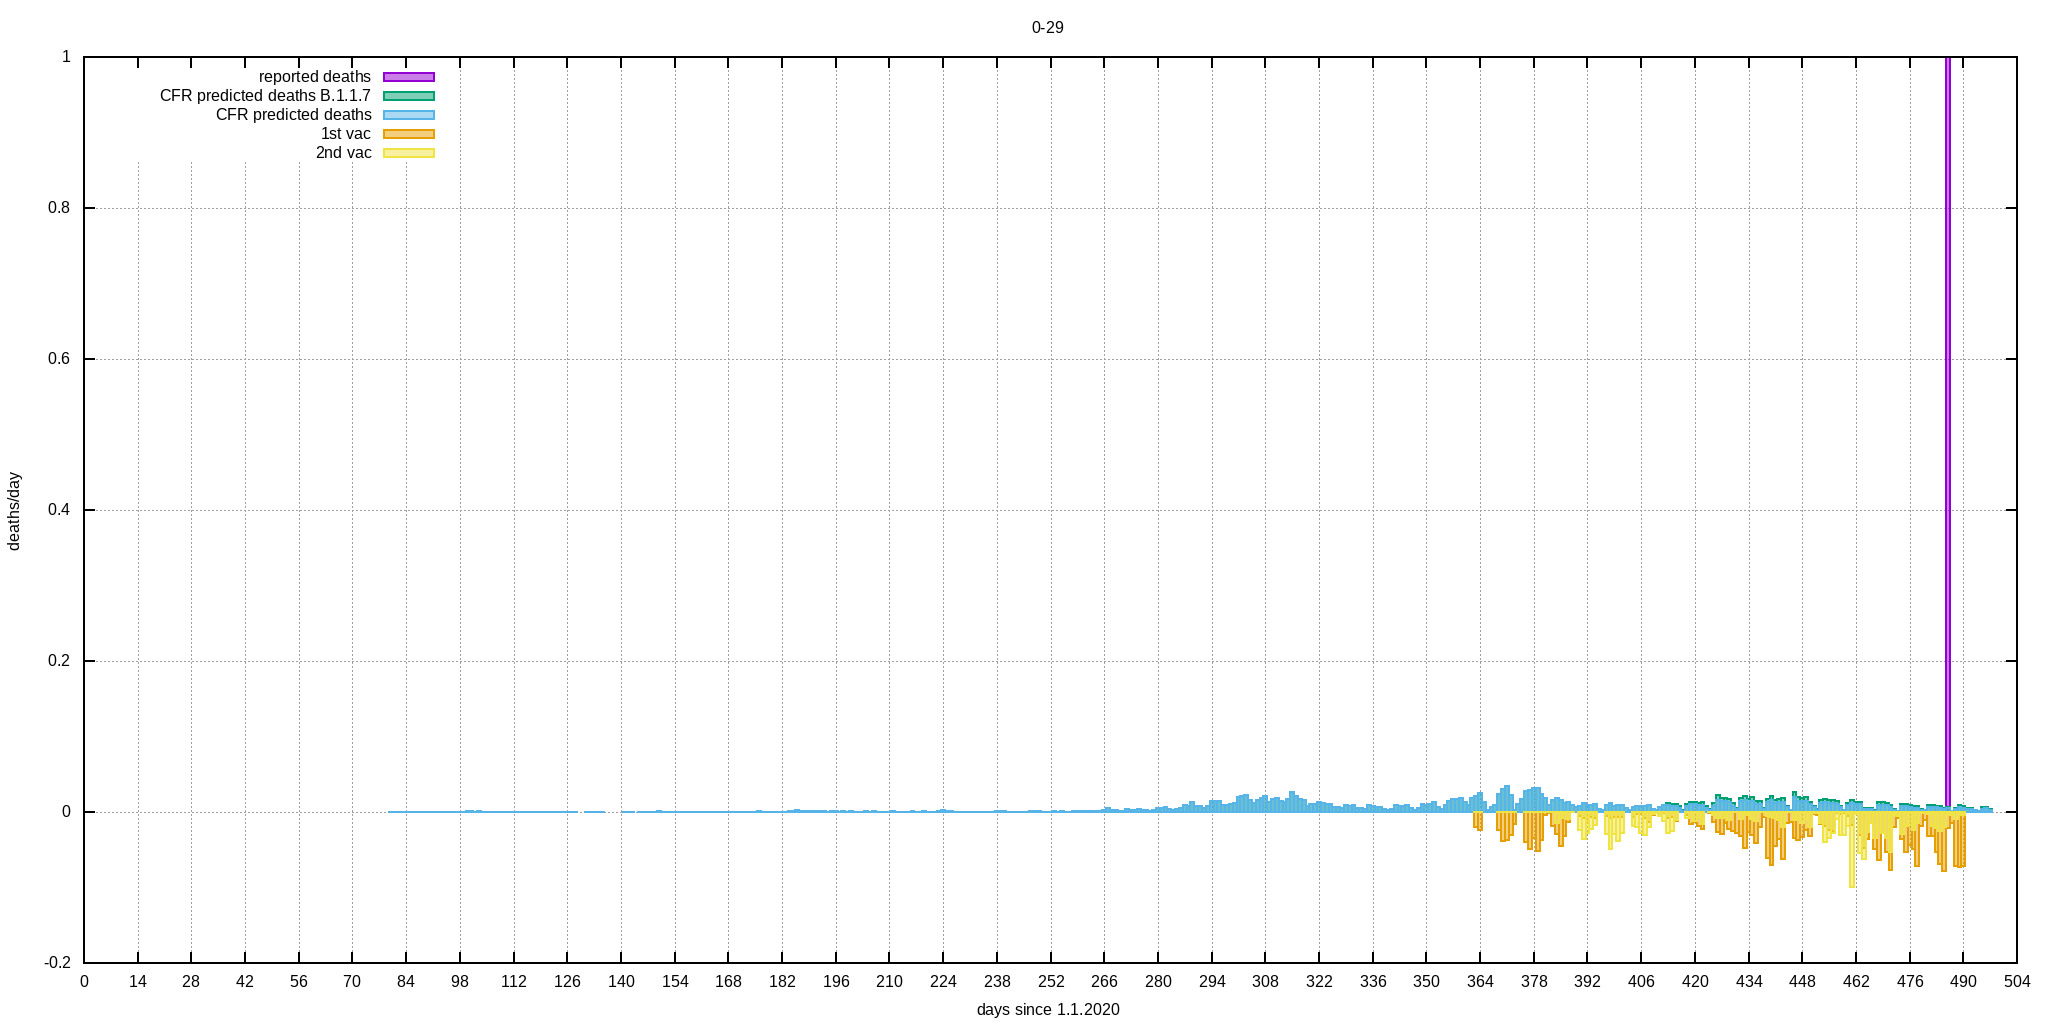 0-29
1
reported deaths
CFR predicted deaths B.1.1.7
CFR predicted deaths
1st vac
2nd vac
0.8
0.6
0.4
0.2
0
-0.2
deaths/day
0 14 28 42 56 70 84 98 112 126 140 154 168 182 196 210 224 238 252 266 280 294 308 322 336 350 364 378 392 406 420 434 448 462 476 490 504
days since 1.1.2020